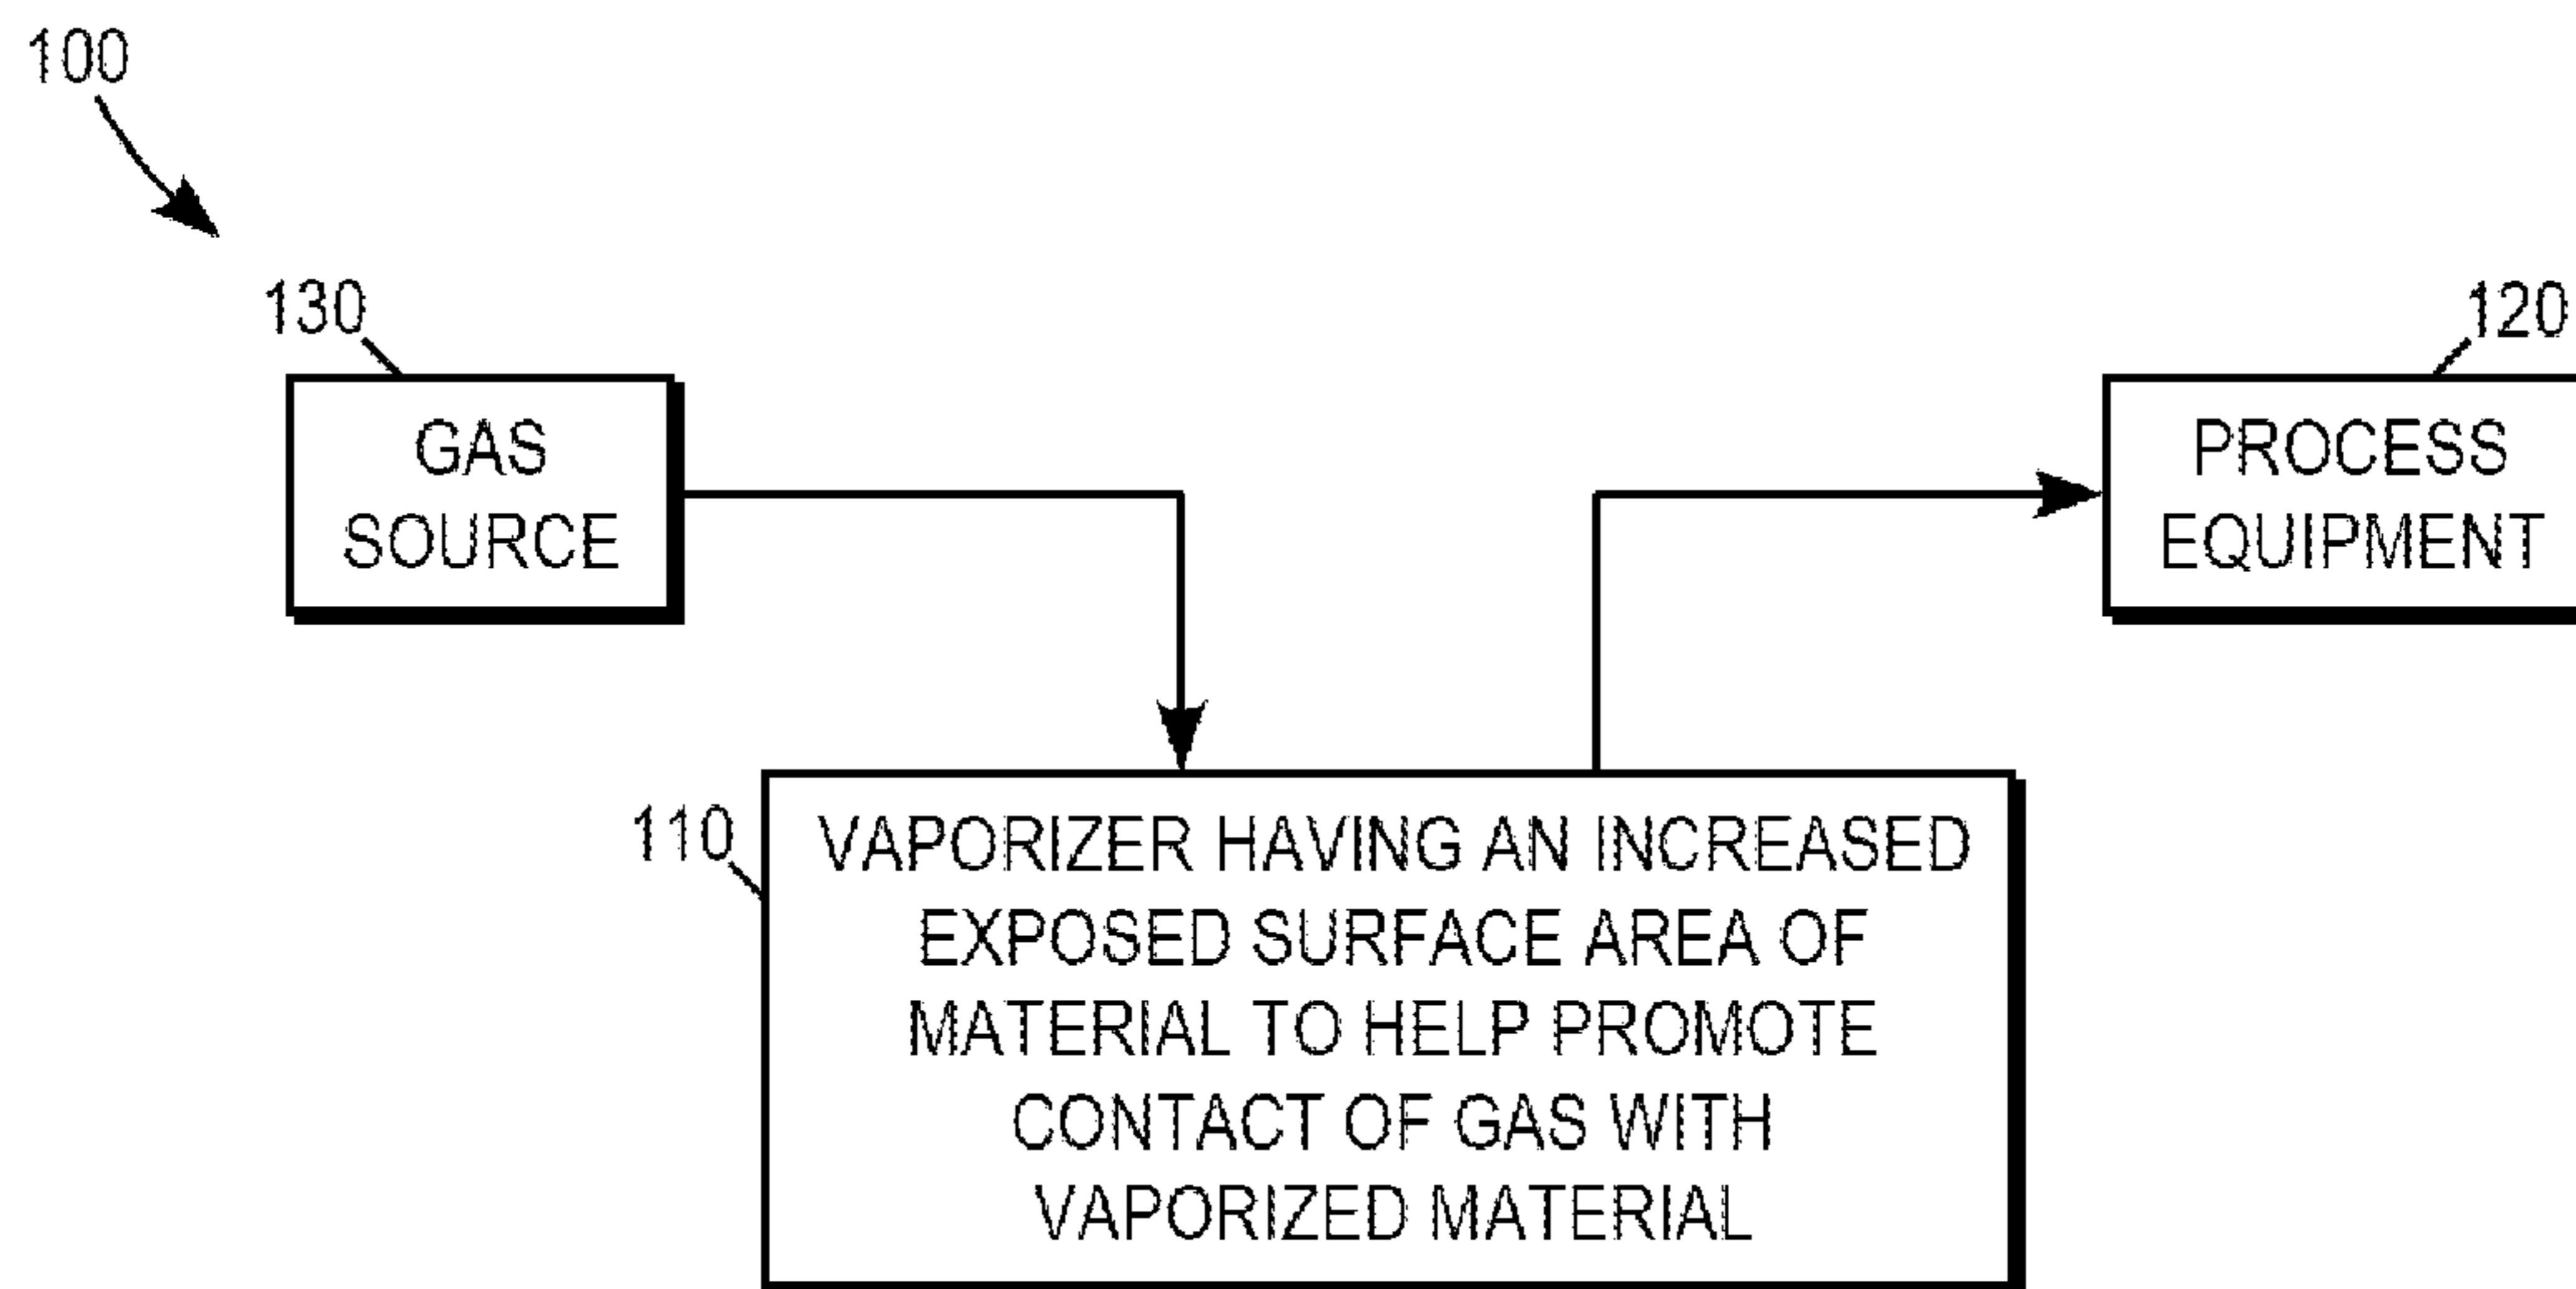 100
130
GAS
SOURCE
120
PROCESS
EQUIPMENT
110
VAPORIZER HAVING AN INCREASED
EXPOSED SURFACE AREA OF
MATERIAL TO HELP PROMOTE
CONTACT OF GAS WITH
VAPORIZED MATERIAL